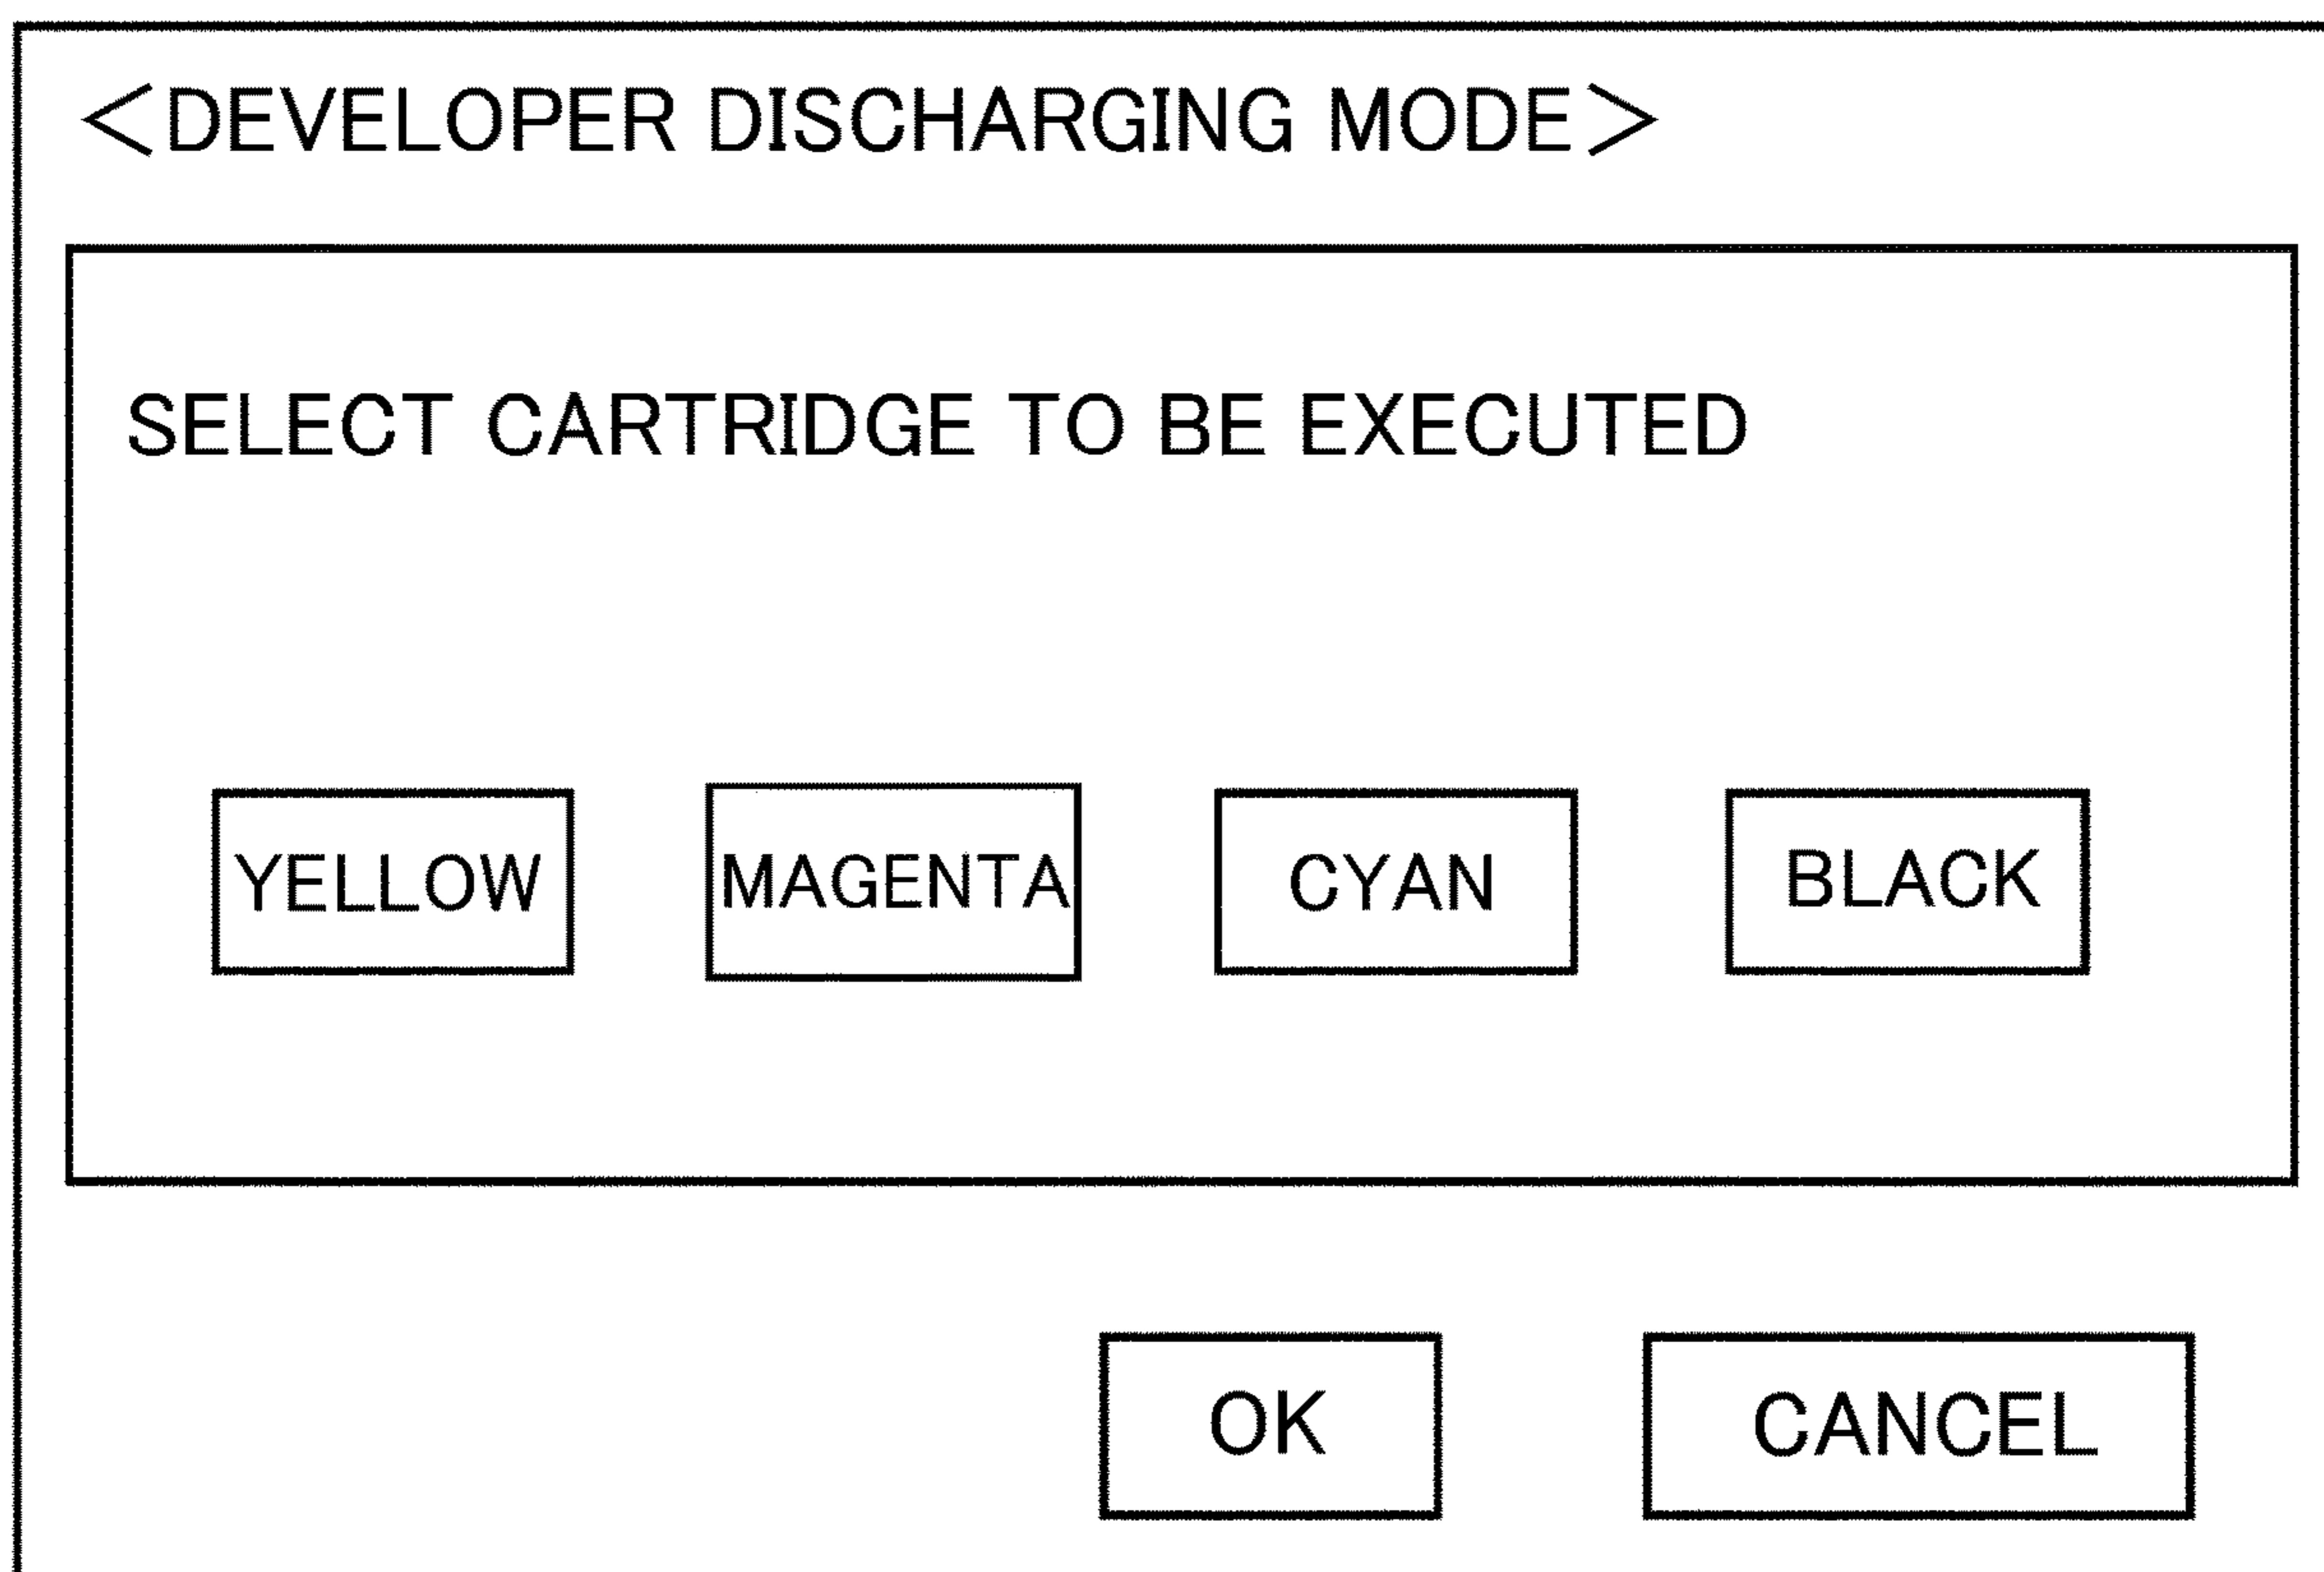 <DEVELOPER DISCHARGING MODE>
SELECT CARTRIDGE TO BE EXECUTED
YELLOW MAGENTA CYAN BLACK
OK CANCEL